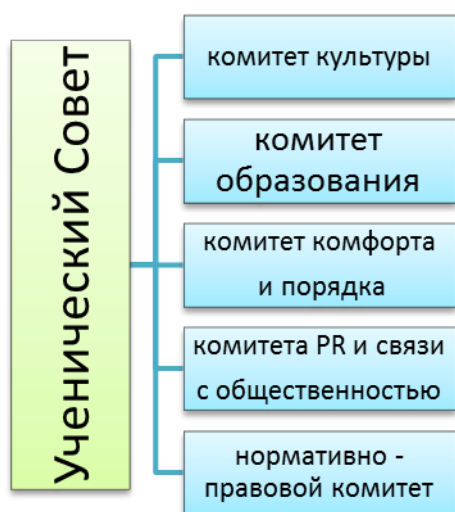 Ученический Совет
комитет культуры
комитет
образования
комитет комфорта
и порядка
комитета PR и связи
с общественностью
нормативно -
правовой комитет